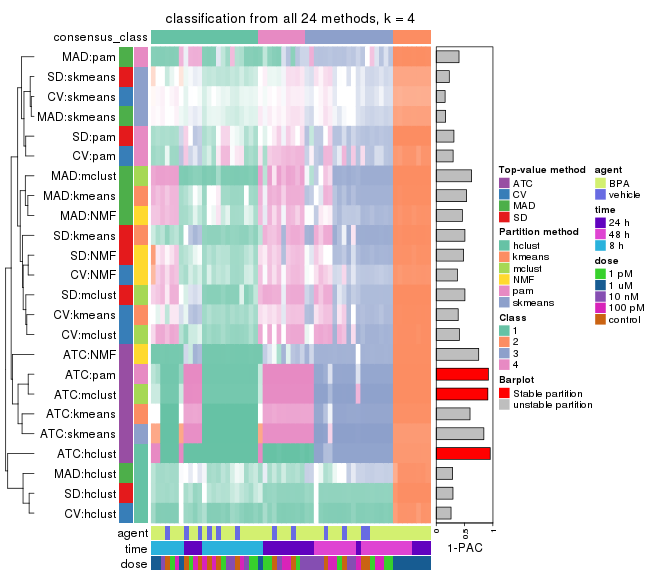 classification from all 24 methods, k = 4
consensus_class
MAD:pam
SD:skmeans
CV:skmeans
MAD:skmeans
SD:pam
CV:pam
MAD:mclust
MAD:kmeans
MAD:NMF
SD:kmeans
SD:NMF
CV:NMF
SD:mclust
CV:kmeans
CV:mclust
ATC:NMF
ATC:pam
ATC:mclust
ATC:kmeans
ATC:skmeans
ATC:hclust
MAD:hclust
SD:hclust
CV:hclust
agent
time
dose
0
0.5
1
1-PAC
Top-value method
ATC
CV
MAD
SD
Partition method
hclust
kmeans
mclust
NMF
pam
skmeans
Class
1
2
3
4
Barplot
Stable partition
unstable partition
agent
BPA
vehicle
time
24 h
48 h
8 h
dose
1 pM
1 uM
10 nM
100 pM
control